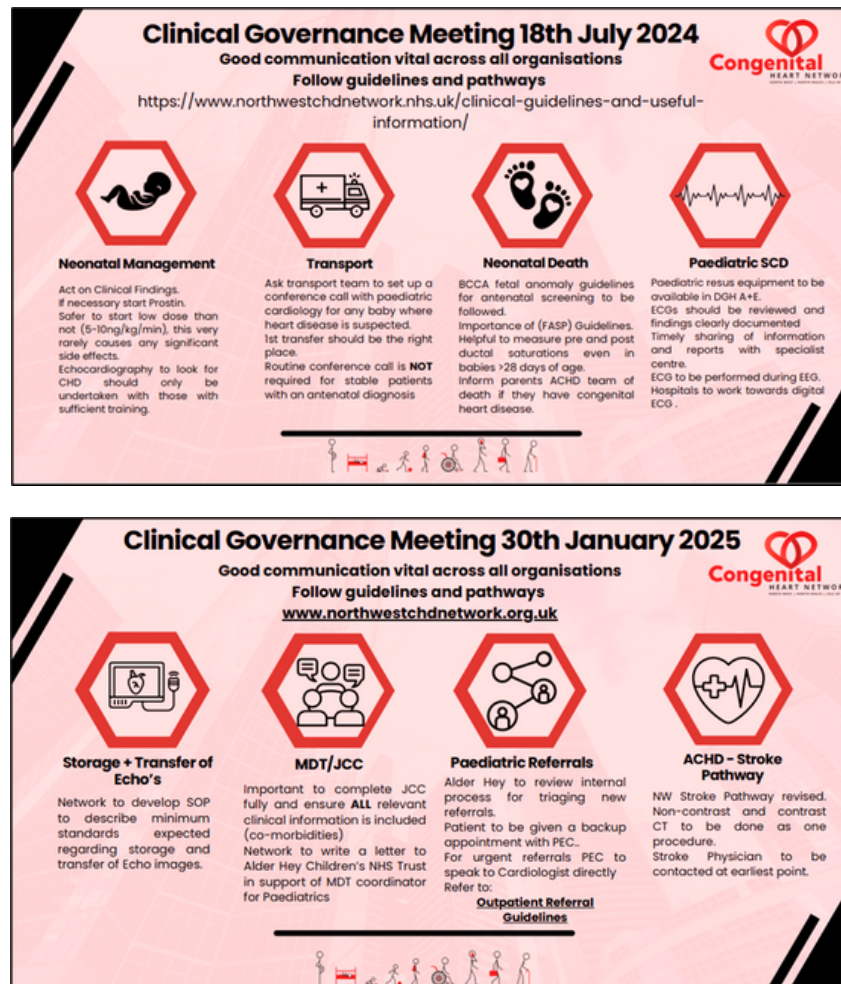 Clinical Governance Meeting 18th July 2024
Good communication vital across all organisations
Follow guidelines and pathways
https://www.northwestchdnetwork.nhs.uk/clinical-guidelines-and-useful-
information/
Congenital
HEART NETWOR
Neonatal Management
Act on Clinical Findings.
If necessary start Prostin.
Safer to start low dose than
not (5-10ng/kg/min), this very
rarely causes any significant
side effects.
Echocardiography to look for
CHD should only be
undertaken with those with
sufficient training.
Transport
Ask transport team to set up a
conference call with paediatric
cardiology for any baby where
heart disease is suspected.
1st transfer should be the right
place.
Routine conference call is NOT
required for stable patients
with an antenatal diagnosis
Neonatal Death
BCCA fetal anomaly guidelines
for antenatal screening to be
followed.
Importance of (FASP) Guidelines.
Helpful to measure pre and post
ductal saturations even in
babies >28 days of age.
Inform parents ACHD team of
death if they have congenital
heart disease.
Paediatric SCD
Paediatric resus equipment to be
available in DGH A+E.
ECGs should be reviewed and
findings clearly documented
Timely sharing of information
and reports with specialist
centre.
ECG to be performed during EEG.
Hospitals to work towards digital
ECG .
Clinical Governance Meeting 30th January 2025
Good communication vital across all organisations
Follow guidelines and pathways
www.northwestchdnetwork.org.uk
Congenital
HEART NETWOR
Storage + Transfer of
Echo's
Network to develop SOP
to describe minimum
standards expected
regarding storage and
transfer of Echo images.
MDT/JCC
Important to complete JCC
fully and ensure ALL relevant
clinical information is included
(co-morbidities)
Network to write a letter to
Alder Hey Children's NHS Trust
in support of MDT coordinator
for Paediatrics
Paediatric Referrals
Alder Hey to review internal
process for triaging new
referrals.
Patient to be given a backup
appointment with PEC..
For urgent referrals PEC to
speak to Cardiologist directly
Refer to:
Outpatient Referral
Guidelines
ACHD - Stroke
Pathway
NW Stroke Pathway revised.
Non-contrast and contrast
CT to be done as one
procedure.
Stroke Physician to be
contacted at earliest point.